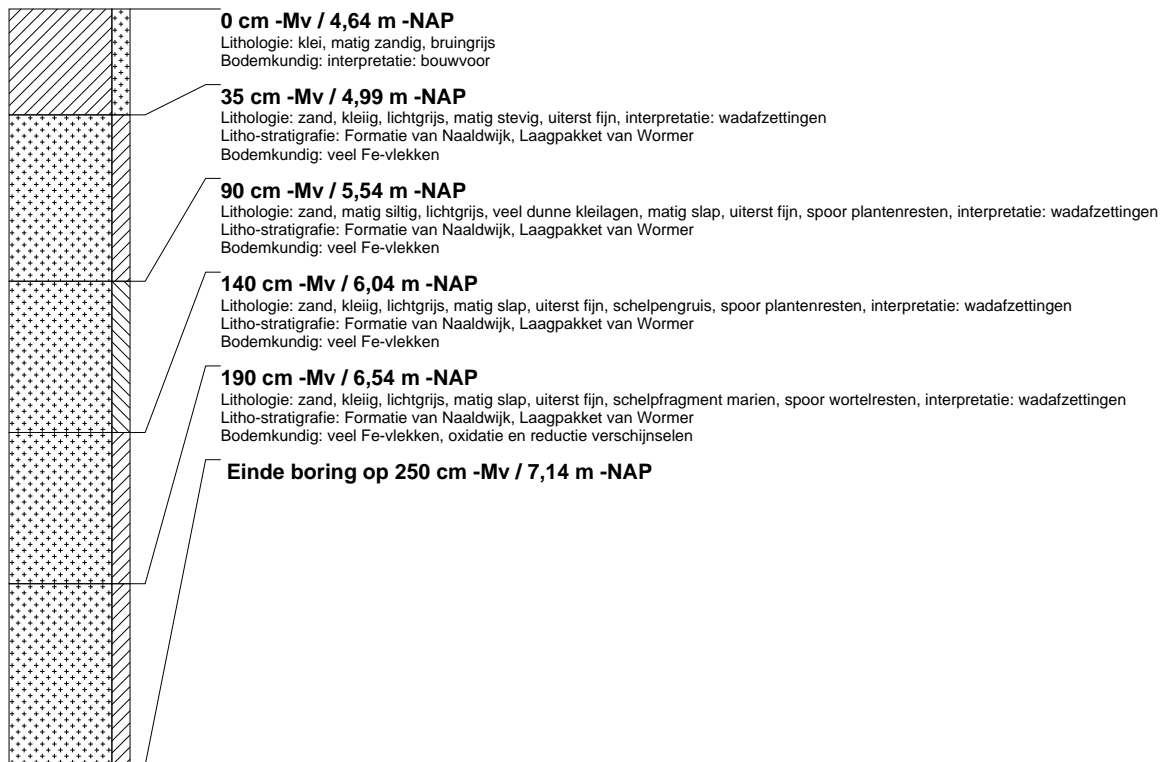 0 cm -Mv / 4,64 m -NAP
Lithologie: klei, matig zandig, bruingrijs
Bodemkundig: interpretatie: bouwvoor
35 cm -Mv / 4,99 m -NAP
Lithologie: zand, kleiig, lichtgrijs, matig stevig, uiterst fijn, interpretatie: wadafzettingen
Litho-stratigrafie: Formatie van Naaldwijk, Laagpakket van Wormer
Bodemkundig: veel Fe-vlekken
90 cm -Mv / 5,54 m -NAP
Lithologie: zand, matig siltig, lichtgrijs, veel dunne kleilagen, matig slap, uiterst fijn, spoor plantenresten, interpretatie: wadafzettingen
Litho-stratigrafie: Formatie van Naaldwijk, Laagpakket van Wormer
Bodemkundig: veel Fe-vlekken
140 cm -Mv / 6,04 m -NAP
Lithologie: zand, kleiig, lichtgrijs, matig slap, uiterst fijn, schelpengruis, spoor plantenresten, interpretatie: wadafzettingen
Litho-stratigrafie: Formatie van Naaldwijk, Laagpakket van Wormer
Bodemkundig: veel Fe-vlekken
190 cm -Mv / 6,54 m -NAP
Lithologie: zand, kleiig, lichtgrijs, matig slap, uiterst fijn, schelpfragment marien, spoor wortelresten, interpretatie: wadafzettingen
Litho-stratigrafie: Formatie van Naaldwijk, Laagpakket van Wormer
Bodemkundig: veel Fe-vlekken, oxidatie en reductie verschijnselen
Einde boring op 250 cm -Mv / 7,14 m -NAP